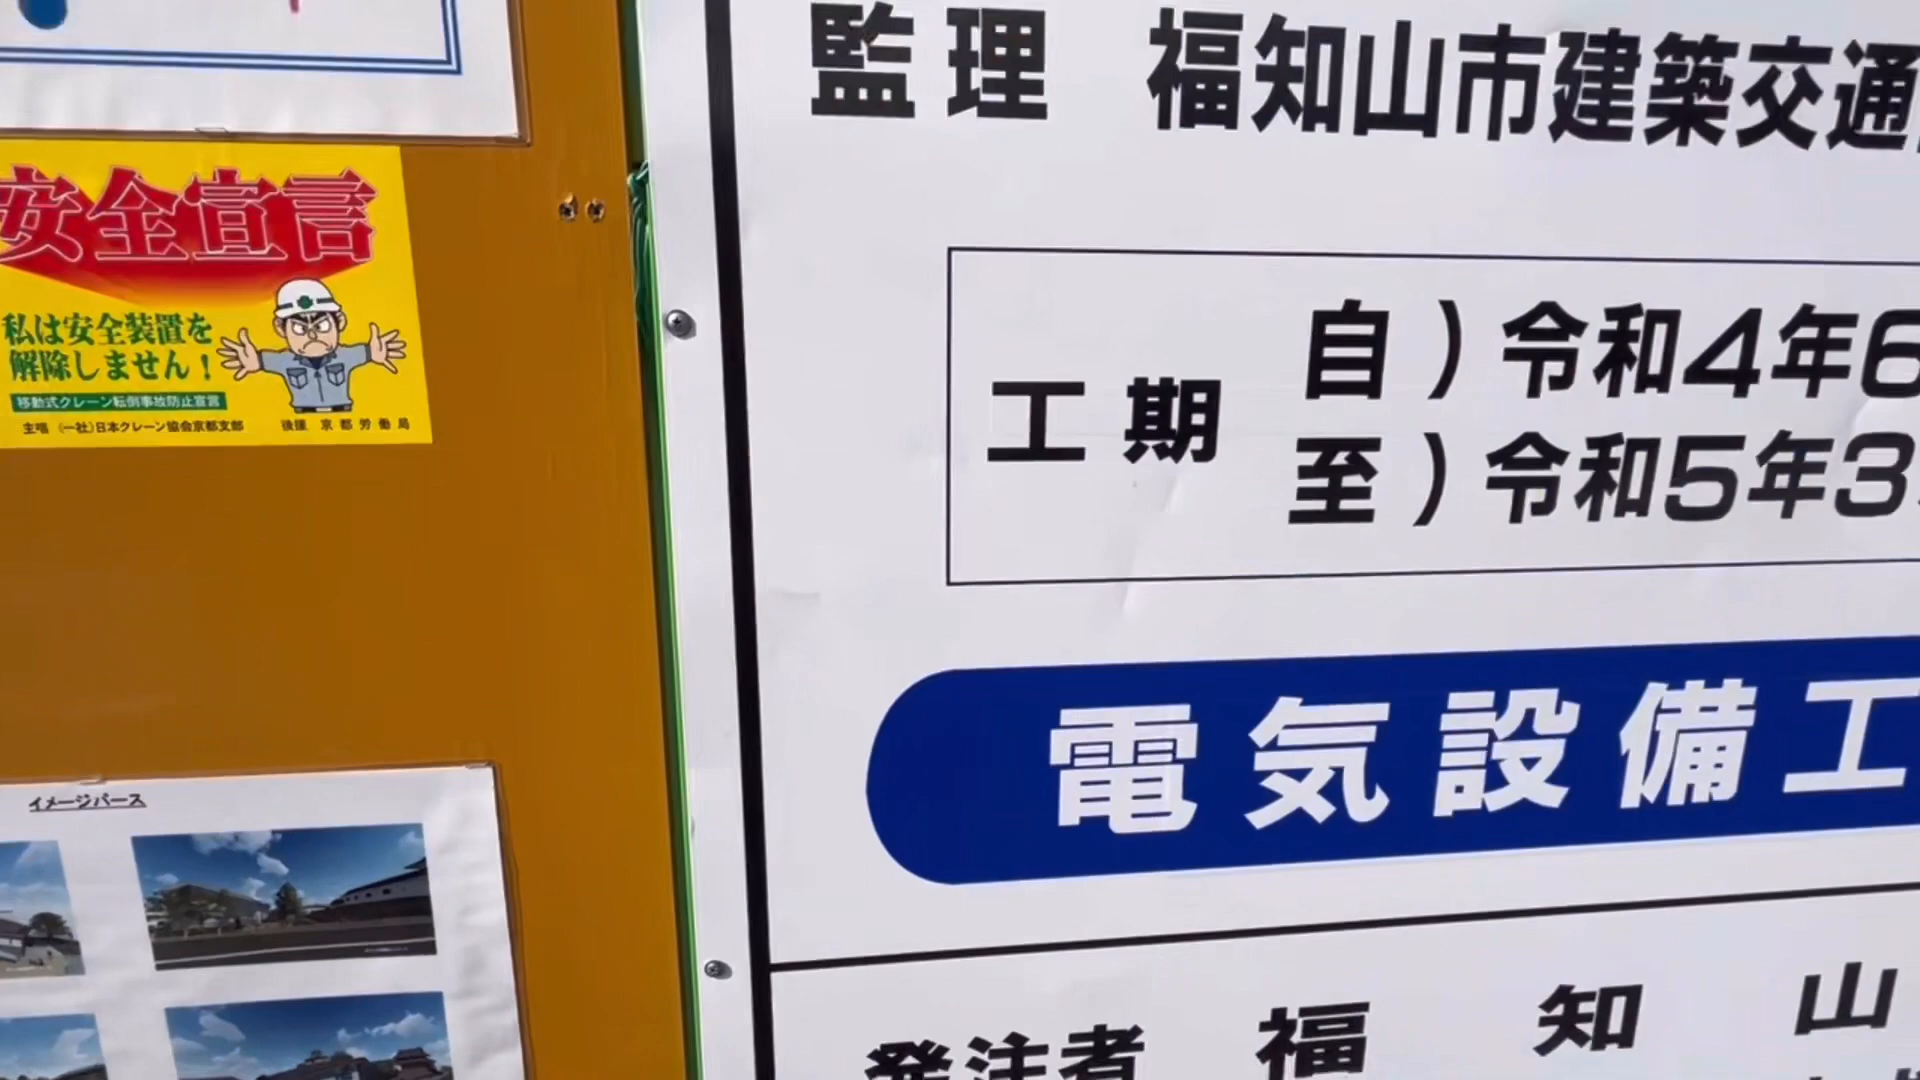 安全宣言
私は安全装置を
解除しません！
移動式クレーン転倒事故防止宣言
主唱 (一社)日本クレーン協会京都支部 後援 京都労働局
イメージパース
監理 福知山市建築交通
工期
自）令和4年6
至）令和5年3
電気設備工
発注者 福知山